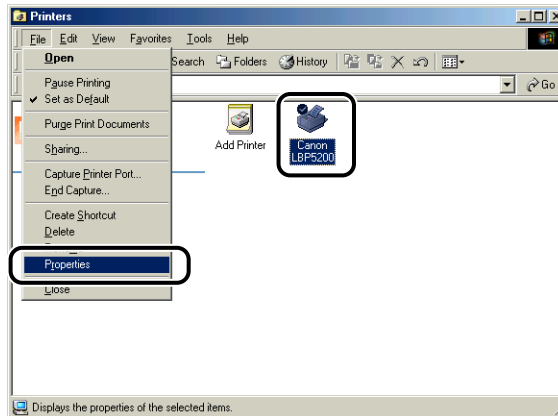 Printers
File Edit View Favorites Tools Help
Search Folders History
Go
Open
Pause Printing
Set as Default
Purge Print Documents
Sharing...
Capture Printer Port...
End Capture...
Create Shortcut
Delete
Properties
Close
Add Printer
Canon
LBP5200
Displays the properties of the selected items.